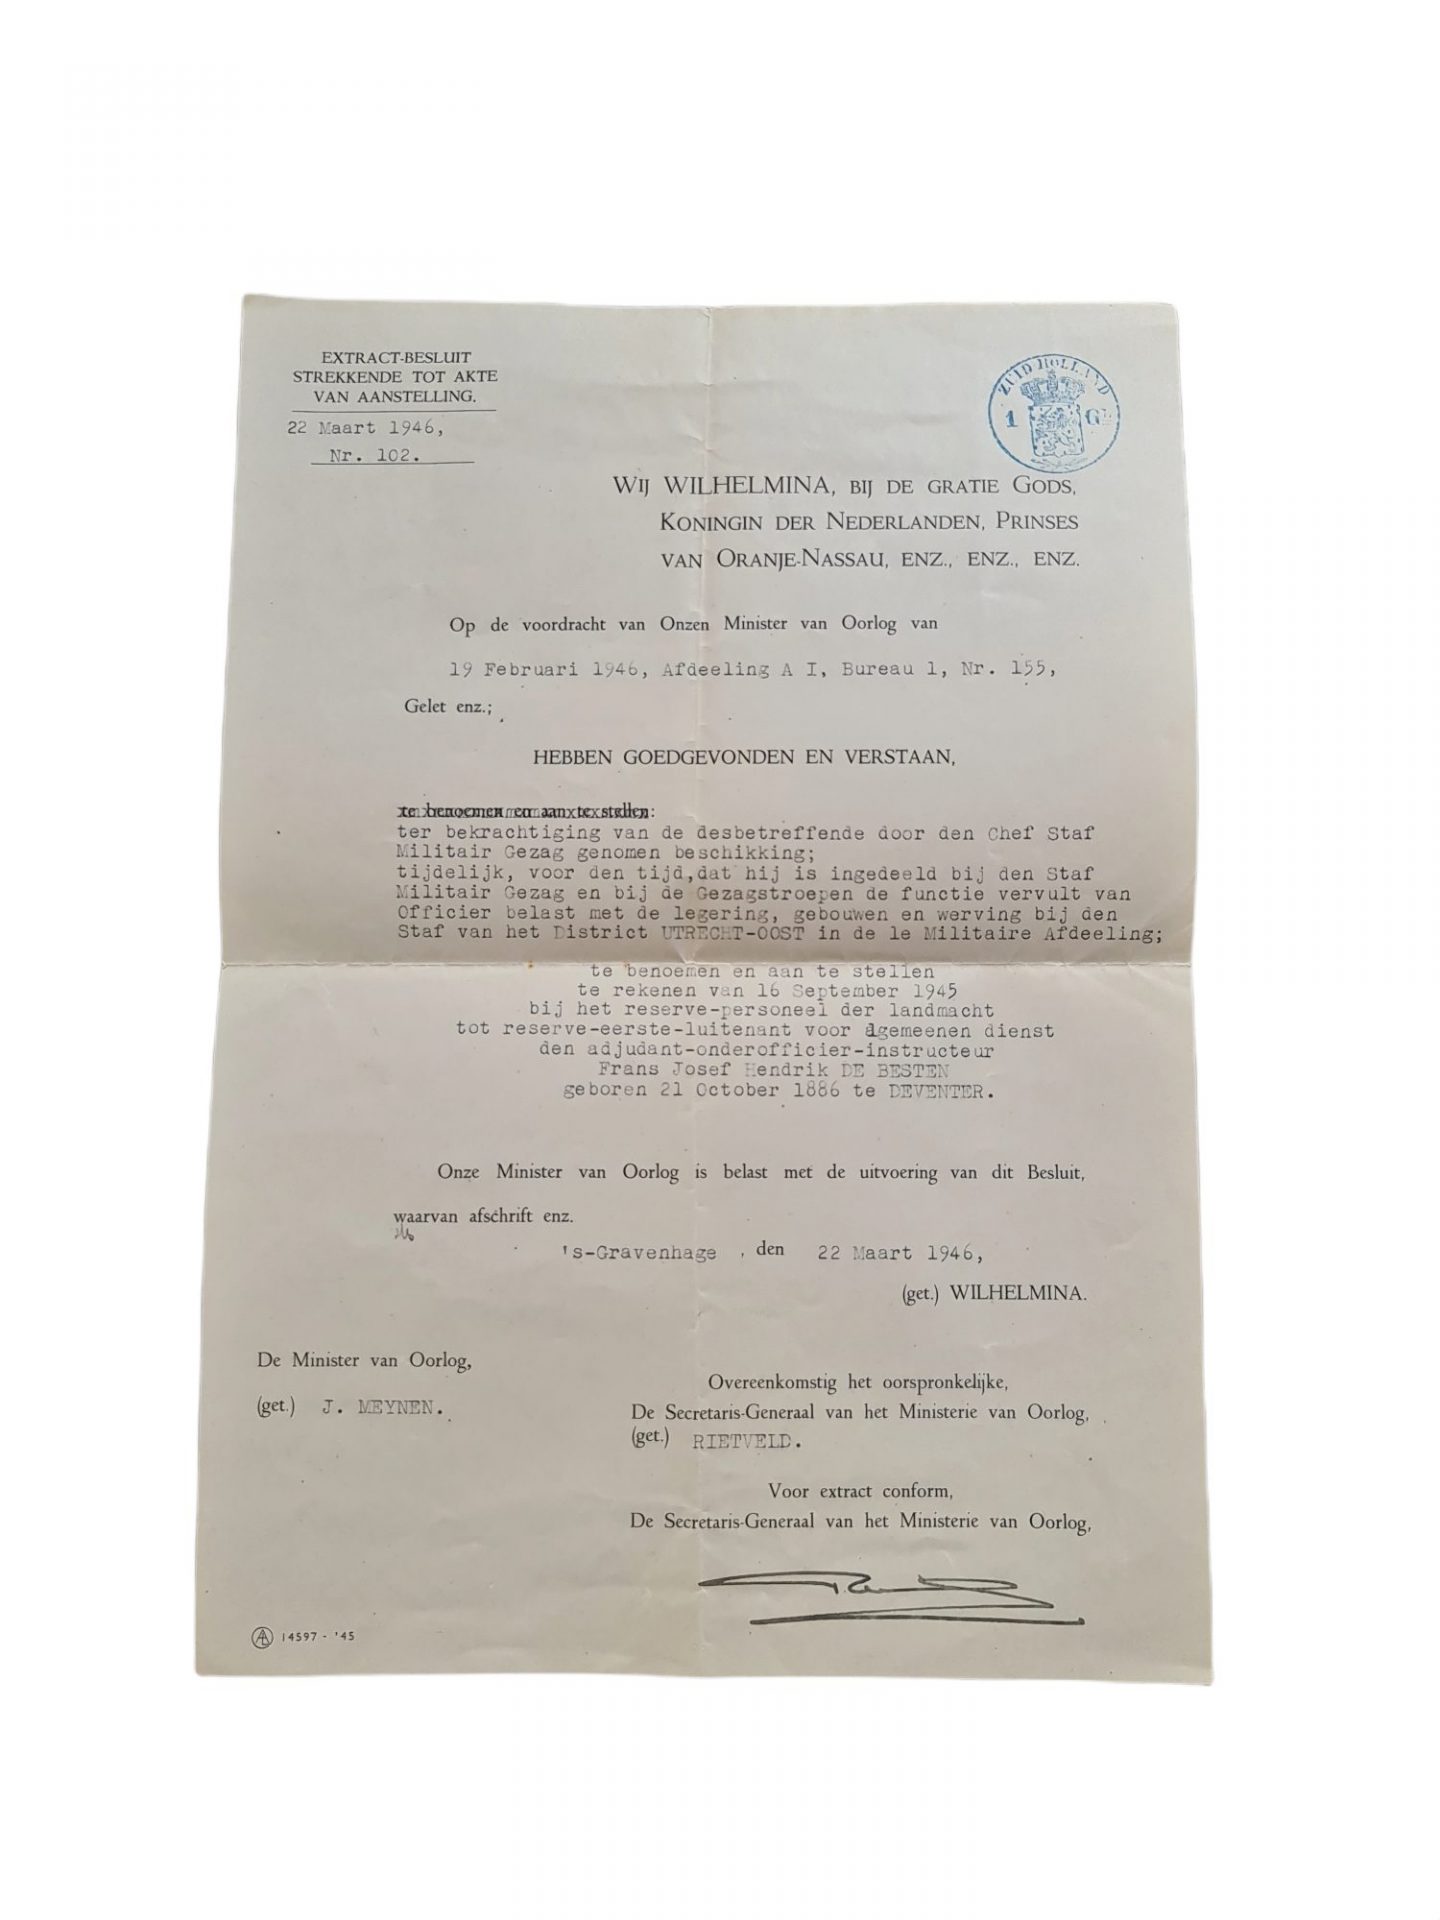 EXTRACT-BESLUIT
STREKKENDE TOT AKTE
VAN AANSTELLING.
22 Maart 1946,
Nr. 102.
ZUID HOLLAND
1 GL
WIJ WILHELMINA, BIJ DE GRATIE GODS,
KONINGIN DER NEDERLANDEN, PRINSES
VAN ORANJE-NASSAU, ENZ., ENZ., ENZ.
Op de voordracht van Onzen Minister van Oorlog van
19 Februari 1946, Afdeeling A I, Bureau 1, Nr. 155,
Gelet enz.;
HEBBEN GOEDGEVONDEN EN VERSTAAN,
te benoemen en aan te stellen:
ter bekrachtiging van de desbetreffende door den Chef Staf
Militair Gezag genomen beschikking;
tijdelijk, voor den tijd,dat hij is ingedeeld bij den Staf
Militair Gezag en bij de Gezagstroepen de functie vervult van
Officier belast met de legering, gebouwen en werving bij den
Staf van het District UTRECHT-OOST in de 1e Militaire Afdeeling;
te benoemen en aan te stellen
te rekenen van 16 September 1945
bij het reserve-personeel der landmacht
tot reserve-eerste-luitenant voor algemeenen dienst
den adjudant-onderofficier-instructeur
Frans Josef Hendrik DE BESTEN
geboren 21 October 1886 te DEVENTER.
Onze Minister van Oorlog is belast met de uitvoering van dit Besluit,
waarvan afschrift enz.
's-Gravenhage , den 22 Maart 1946,
(get.) WILHELMINA.
De Minister van Oorlog,
(get.) J. MEYNEN.
Overeenkomstig het oorspronkelijke,
De Secretaris-Generaal van het Ministerie van Oorlog,
(get.) RIETVELD.
Voor extract conform,
De Secretaris-Generaal van het Ministerie van Oorlog,
14597 - '45